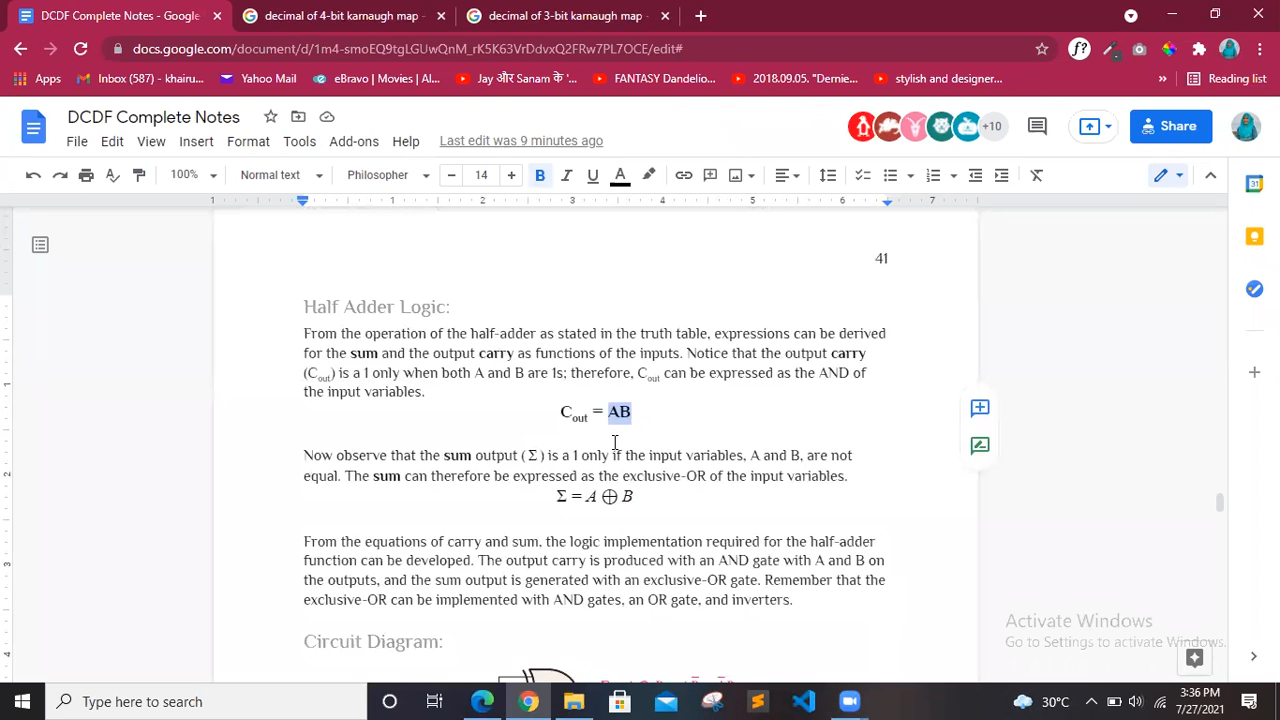 DCDF Complete Notes - Google
decimal of 4-bit karnaugh map -
decimal of 3-bit karnaugh map -
docs.google.com/document/d/1m4-smoEQ9tgLGUwQnM_rK5K63VrDdvxQ2FRw7PL7OCE/edit#
Apps
Inbox (587) - khairu...
Yahoo Mail
eBravo | Movies | Al...
Jay और Sanam के '...
FANTASY Dandelio...
2018.09.05. "Dernie...
stylish and designer...
»
Reading list
DCDF Complete Notes
+10
Share
File Edit View Insert Format Tools Add-ons Help Last edit was 9 minutes ago
100% Normal text Philosopher 14 B I U A
1 1 2 3 4 5 6 7
41
Half Adder Logic:
From the operation of the half-adder as stated in the truth table, expressions can be derived
for the sum and the output carry as functions of the inputs. Notice that the output carry
(Cout) is a 1 only when both A and B are 1s; therefore, Cout can be expressed as the AND of
the input variables.
Cout = AB
Now observe that the sum output ( Σ ) is a 1 only if the input variables, A and B, are not
equal. The sum can therefore be expressed as the exclusive-OR of the input variables.
Σ = A ⊕ B
From the equations of carry and sum, the logic implementation required for the half-adder
function can be developed. The output carry is produced with an AND gate with A and B on
the outputs, and the sum output is generated with an exclusive-OR gate. Remember that the
exclusive-OR can be implemented with AND gates, an OR gate, and inverters.
Circuit Diagram:
Activate Windows
Go to Settings to activate Windows.
Type here to search
30°C
3:36 PM
7/27/2021